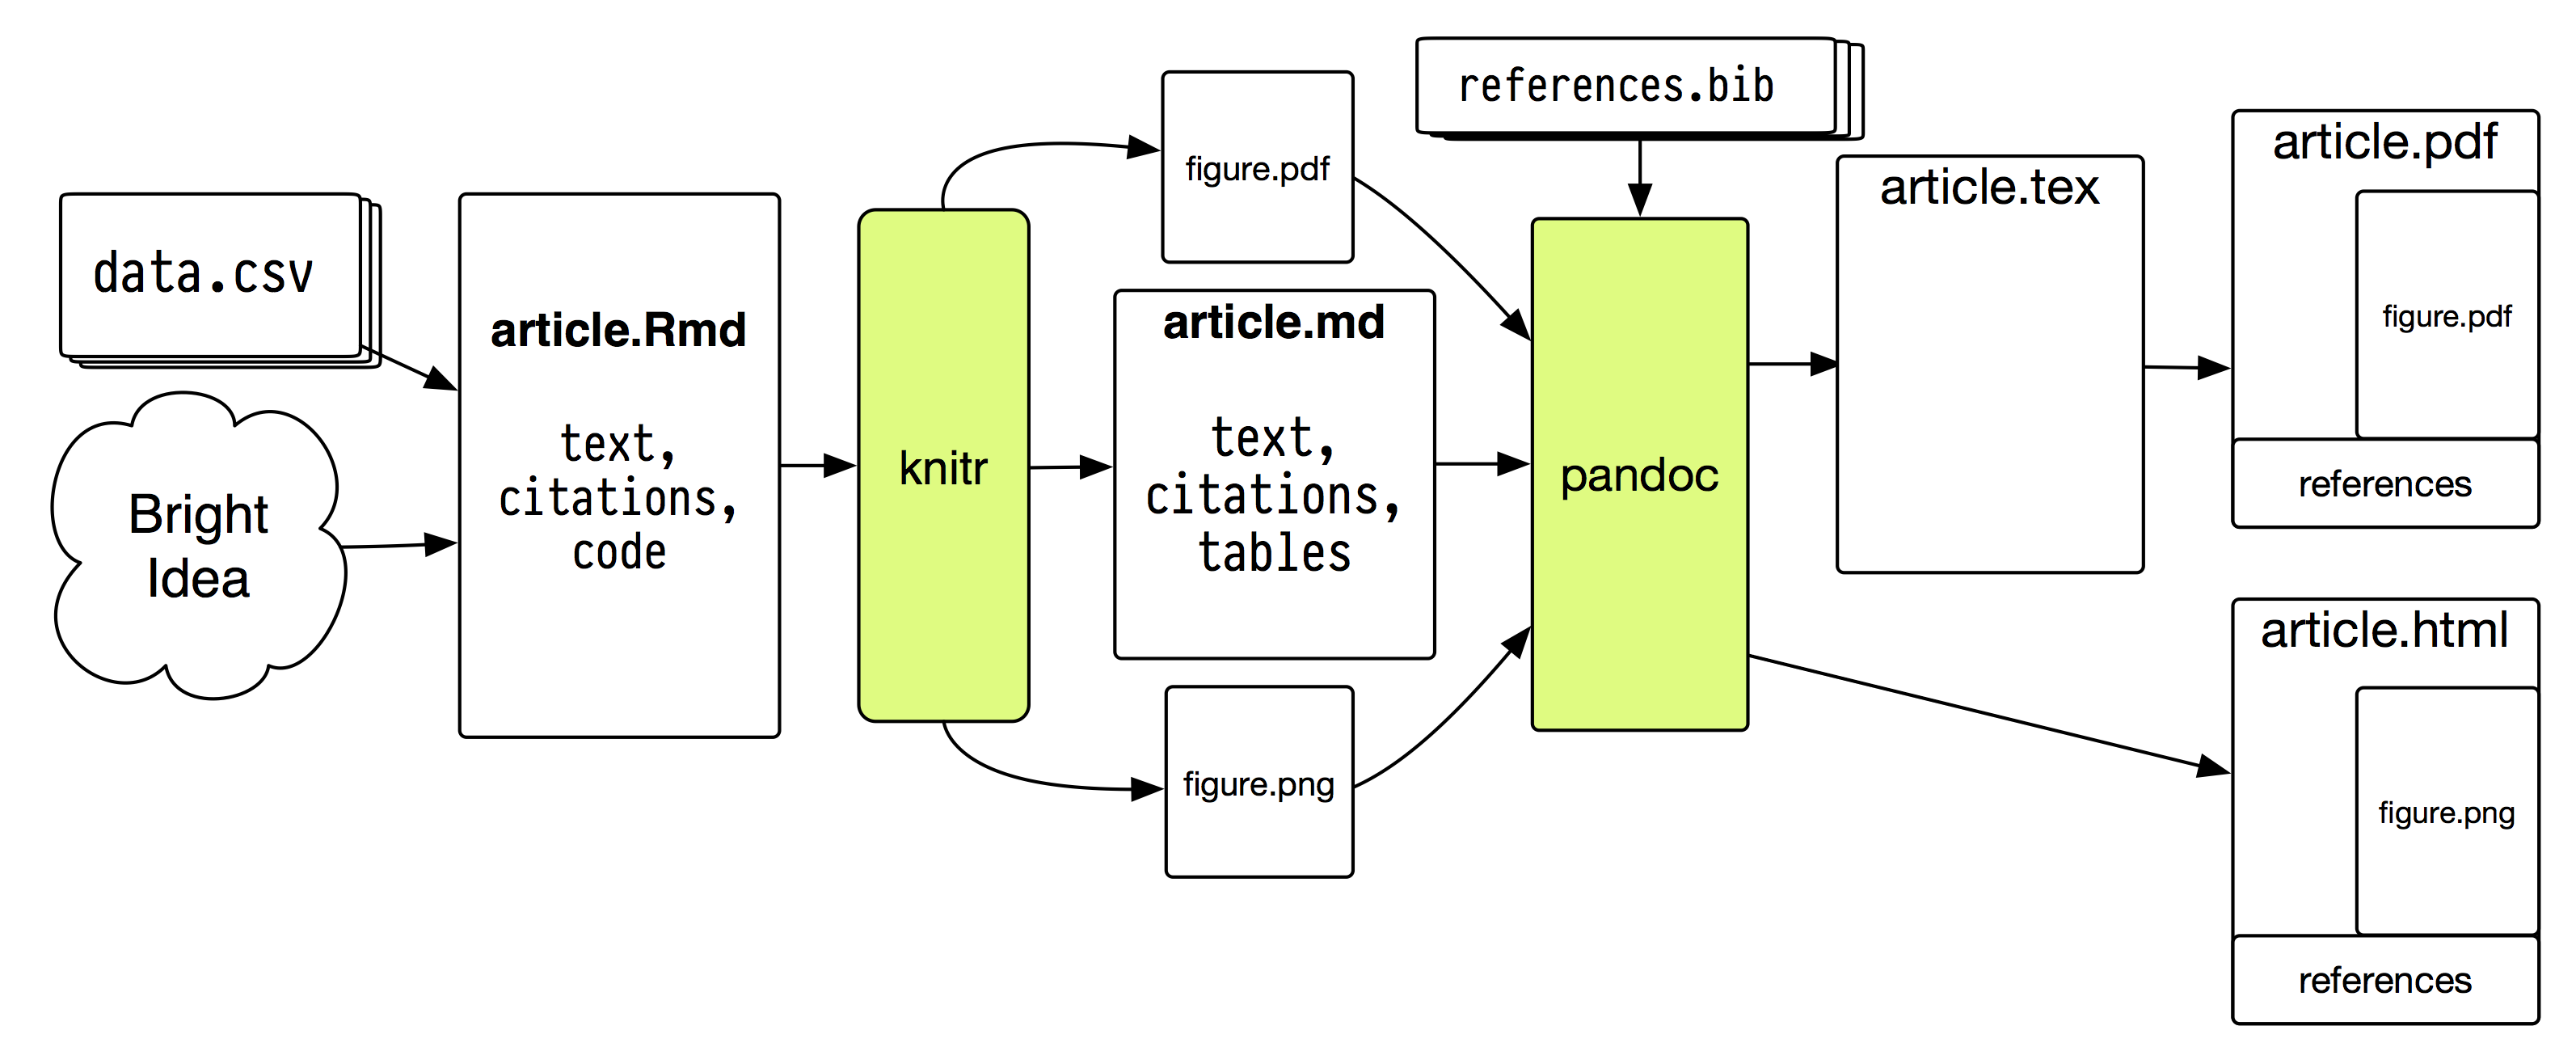 data.csv
Bright
Idea
article.Rmd
text,
citations,
code
knitr
figure.pdf
article.md
text,
citations,
tables
figure.png
references.bib
pandoc
article.tex
article.pdf
figure.pdf
references
article.html
figure.png
references